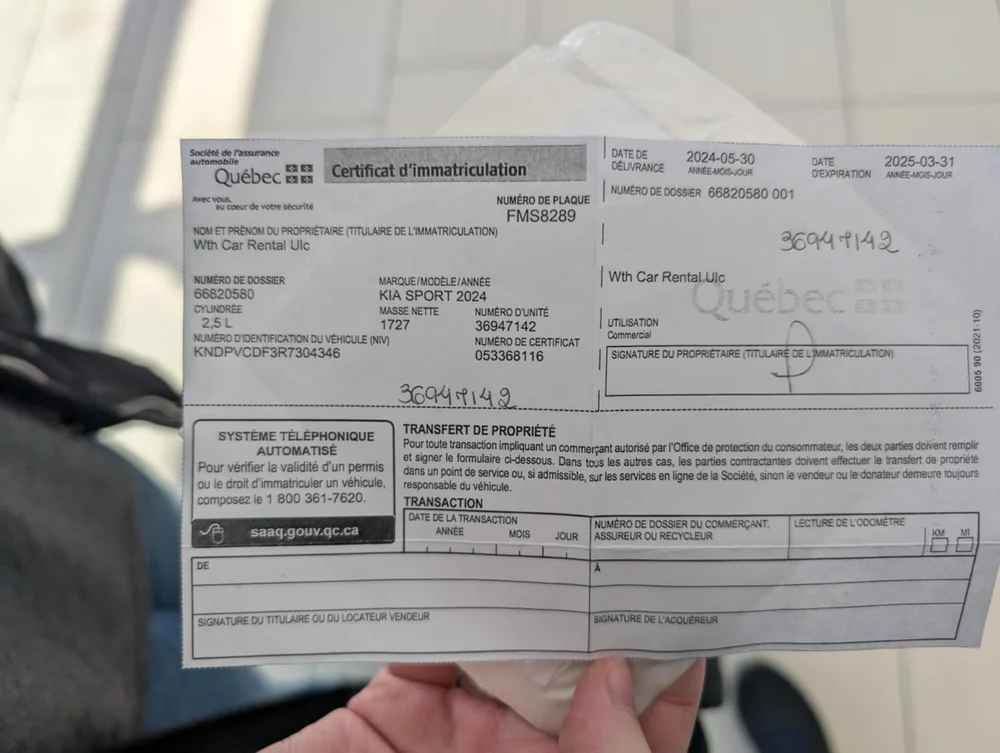 Société de l'assurance
automobile
Québec
Avec vous,
au coeur de votre sécurité
Certificat d'immatriculation
NUMÉRO DE PLAQUE
FMS8289
NOM ET PRÉNOM DU PROPRIÉTAIRE (TITULAIRE DE L'IMMATRICULATION)
Wth Car Rental Ulc
NUMÉRO DE DOSSIER
66820580
MARQUE/MODÈLE/ANNÉE
KIA SPORT 2024
CYLINDRÉE
2,5 L
MASSE NETTE
1727
NUMÉRO D'UNITÉ
36947142
NUMÉRO D'IDENTIFICATION DU VÉHICULE (NIV)
KNDPVCDF3R7304346
NUMÉRO DE CERTIFICAT
053368116
36947142
DATE DE
DÉLIVRANCE
2024-05-30
ANNÉE-MOIS-JOUR
DATE
D'EXPIRATION
2025-03-31
ANNÉE-MOIS-JOUR
NUMÉRO DE DOSSIER 66820580 001
36947142
Wth Car Rental Ulc
Québec
UTILISATION
Commercial
SIGNATURE DU PROPRIÉTAIRE (TITULAIRE DE L'IMMATRICULATION)
6005 90 (2021-10)
SYSTÈME TÉLÉPHONIQUE
AUTOMATISÉ
Pour vérifier la validité d'un permis
ou le droit d'immatriculer un véhicule,
composez le 1 800 361-7620.
saaq.gouv.qc.ca
TRANSFERT DE PROPRIÉTÉ
Pour toute transaction impliquant un commerçant autorisé par l'Office de protection du consommateur, les deux parties doivent remplir
et signer le formulaire ci-dessous. Dans tous les autres cas, les parties contractantes doivent effectuer le transfert de propriété
dans un point de service ou, si admissible, sur les services en ligne de la Société, sinon le vendeur ou le donateur demeure toujours
responsable du véhicule.
TRANSACTION
DATE DE LA TRANSACTION
ANNÉE MOIS JOUR
NUMÉRO DE DOSSIER DU COMMERÇANT,
ASSUREUR OU RECYCLEUR
LECTURE DE L'ODOMÈTRE
KM MI
DE
À
SIGNATURE DU TITULAIRE OU DU LOCATEUR VENDEUR
SIGNATURE DE L'ACQUÉREUR